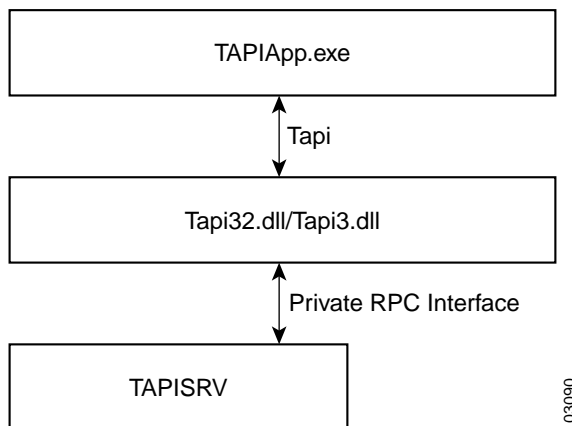 TAPIApp.exe
Tapi
Tapi32.dll/Tapi3.dll
Private RPC Interface
TAPISRV
03090